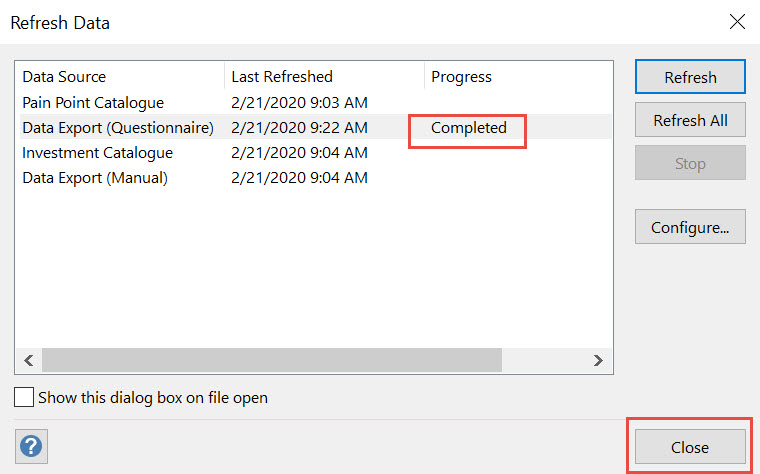 Refresh Data
Data Source Last Refreshed Progress
Pain Point Catalogue 2/21/2020 9:03 AM
Data Export (Questionnaire) 2/21/2020 9:22 AM Completed
Investment Catalogue 2/21/2020 9:04 AM
Data Export (Manual) 2/21/2020 9:04 AM
Refresh
Refresh All
Stop
Configure...
Show this dialog box on file open
?
Close